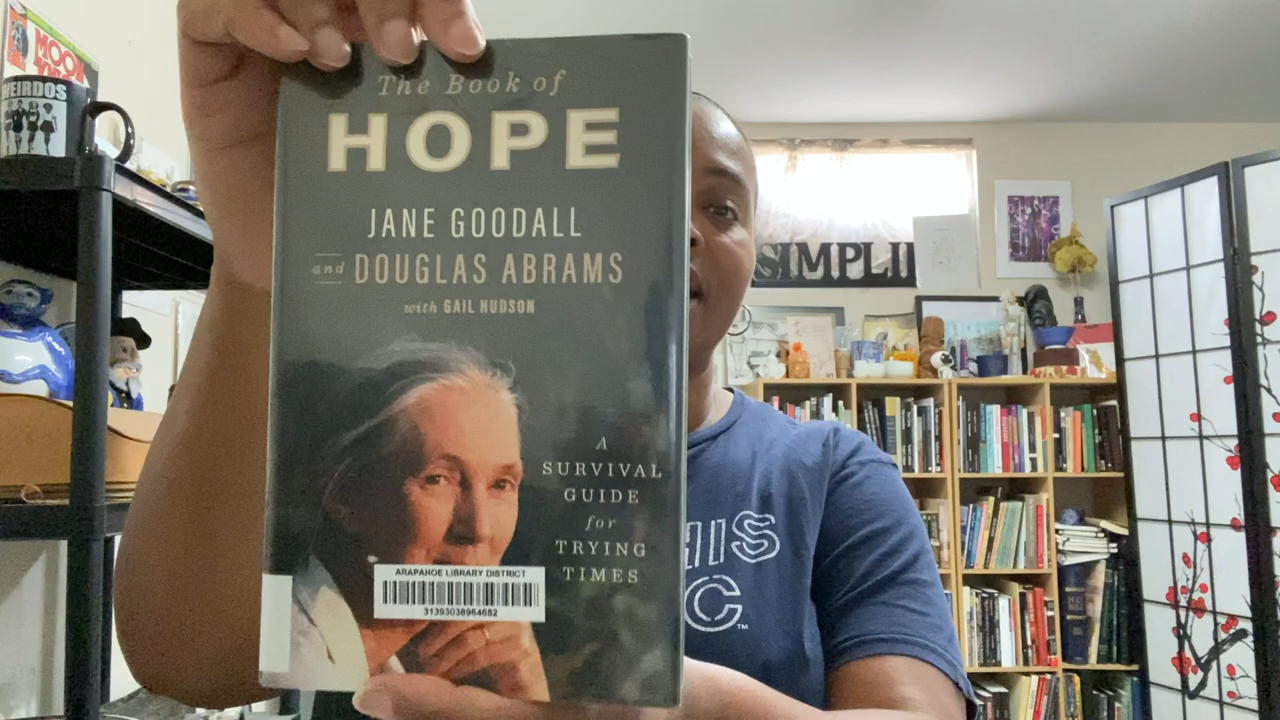 MOON
WEIRDOS
The Book of
HOPE
JANE GOODALL
and DOUGLAS ABRAMS
with GAIL HUDSON
A
SURVIVAL
GUIDE
for
TRYING
TIMES
ARAPAHOE LIBRARY DISTRICT
31393038964682
SIMPLI
HIS
C
TM